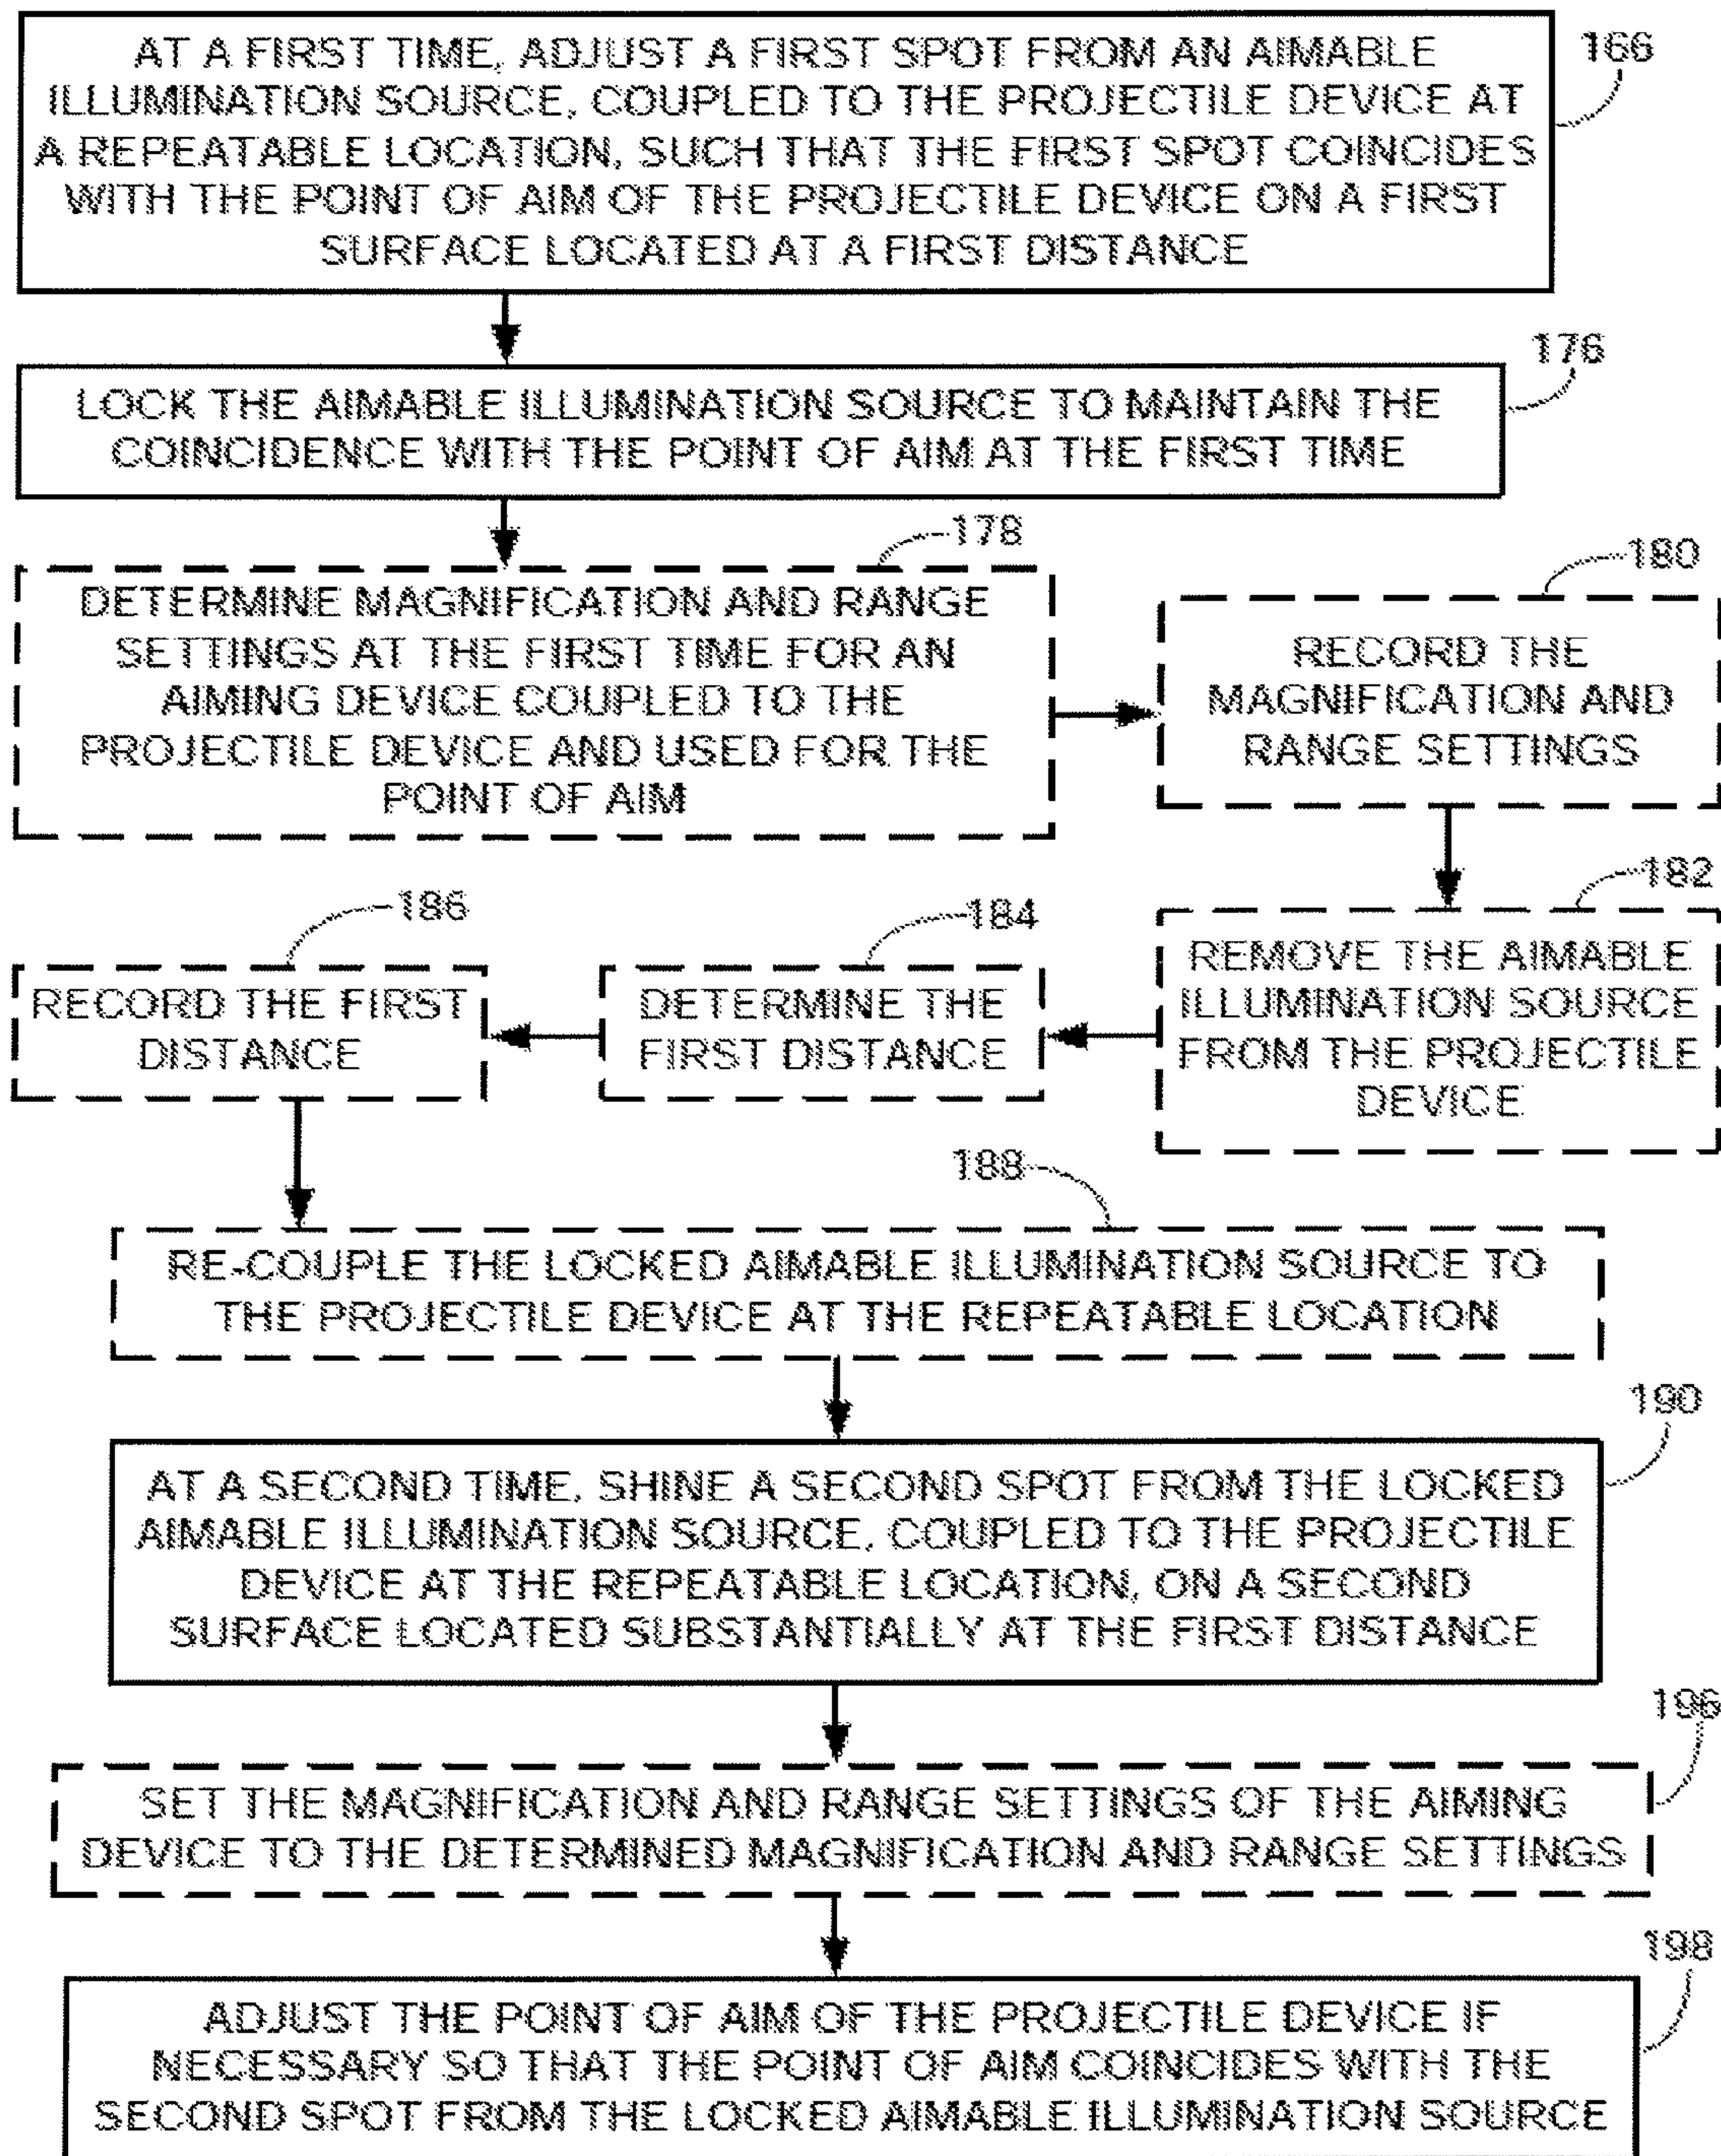 AT A FIRST TIME, ADJUST A FIRST SPOT FROM AN AIMABLE
ILLUMINATION SOURCE, COUPLED TO THE PROJECTILE DEVICE AT
A REPEATABLE LOCATION, SUCH THAT THE FIRST SPOT COINCIDES
WITH THE POINT OF AIM OF THE PROJECTILE DEVICE ON A FIRST
SURFACE LOCATED AT A FIRST DISTANCE
166
LOCK THE AIMABLE ILLUMINATION SOURCE TO MAINTAIN THE
COINCIDENCE WITH THE POINT OF AIM AT THE FIRST TIME
176
DETERMINE MAGNIFICATION AND RANGE
SETTINGS AT THE FIRST TIME FOR AN
AIMING DEVICE COUPLED TO THE
PROJECTILE DEVICE AND USED FOR THE
POINT OF AIM
178
RECORD THE
MAGNIFICATION AND
RANGE SETTINGS
180
REMOVE THE AIMABLE
ILLUMINATION SOURCE
FROM THE PROJECTILE
DEVICE
182
DETERMINE THE
FIRST DISTANCE
184
RECORD THE FIRST
DISTANCE
186
RE-COUPLE THE LOCKED AIMABLE ILLUMINATION SOURCE TO
THE PROJECTILE DEVICE AT THE REPEATABLE LOCATION
188
AT A SECOND TIME, SHINE A SECOND SPOT FROM THE LOCKED
AIMABLE ILLUMINATION SOURCE, COUPLED TO THE PROJECTILE
DEVICE AT THE REPEATABLE LOCATION, ON A SECOND
SURFACE LOCATED SUBSTANTIALLY AT THE FIRST DISTANCE
190
SET THE MAGNIFICATION AND RANGE SETTINGS OF THE AIMING
DEVICE TO THE DETERMINED MAGNIFICATION AND RANGE SETTINGS
196
ADJUST THE POINT OF AIM OF THE PROJECTILE DEVICE IF
NECESSARY SO THAT THE POINT OF AIM COINCIDES WITH THE
SECOND SPOT FROM THE LOCKED AIMABLE ILLUMINATION SOURCE
198